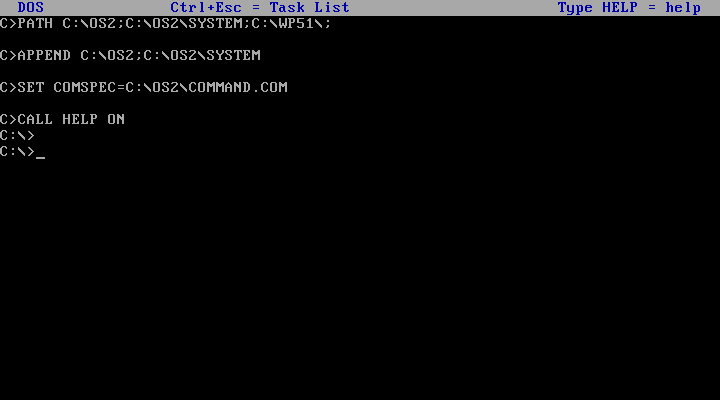 DOS Ctrl+Esc = Task List Type HELP = help
C>PATH C:\OS2;C:\OS2\SYSTEM;C:\WP51\;
C>APPEND C:\OS2;C:\OS2\SYSTEM
C>SET COMSPEC=C:\OS2\COMMAND.COM
C>CALL HELP ON
C:\>
C:\>_